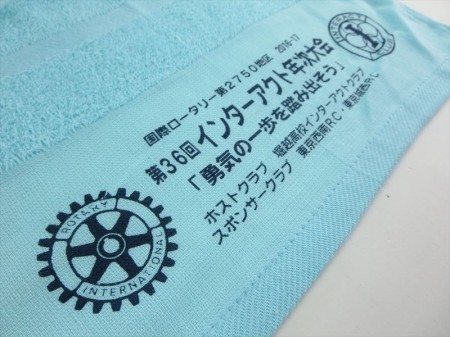 国際ロータリー第2750地区 2016-17
第36回インターアクト年次大会
「勇気の一歩を踏み出そう」
ホストクラブ 堀越高校インターアクトクラブ
スポンサークラブ 東京西南RC・東京城西RC
ROTARY
INTERNATIONAL
INTERACT